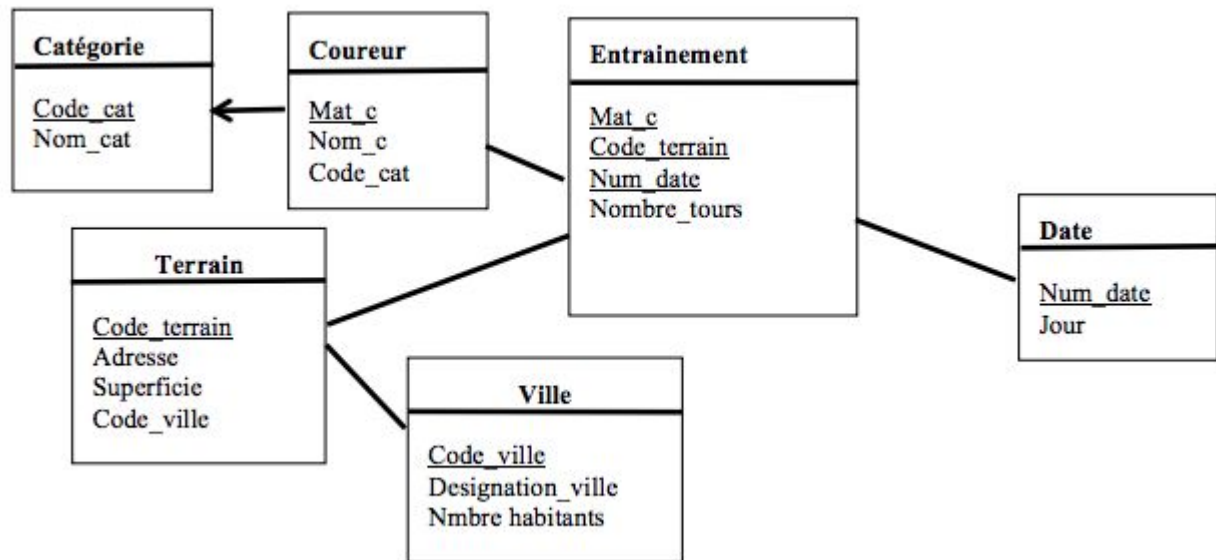 Catégorie
Code_cat
Nom_cat
Coureur
Mat_c
Nom_c
Code_cat
Entrainement
Mat_c
Code_terrain
Num_date
Nombre_tours
Date
Num_date
Jour
Terrain
Code_terrain
Adresse
Superficie
Code_ville
Ville
Code_ville
Designation_ville
Nmbre habitants